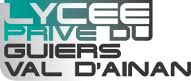 LYCEE
PRIVE DU
GUIERS
VAL D'AINAN